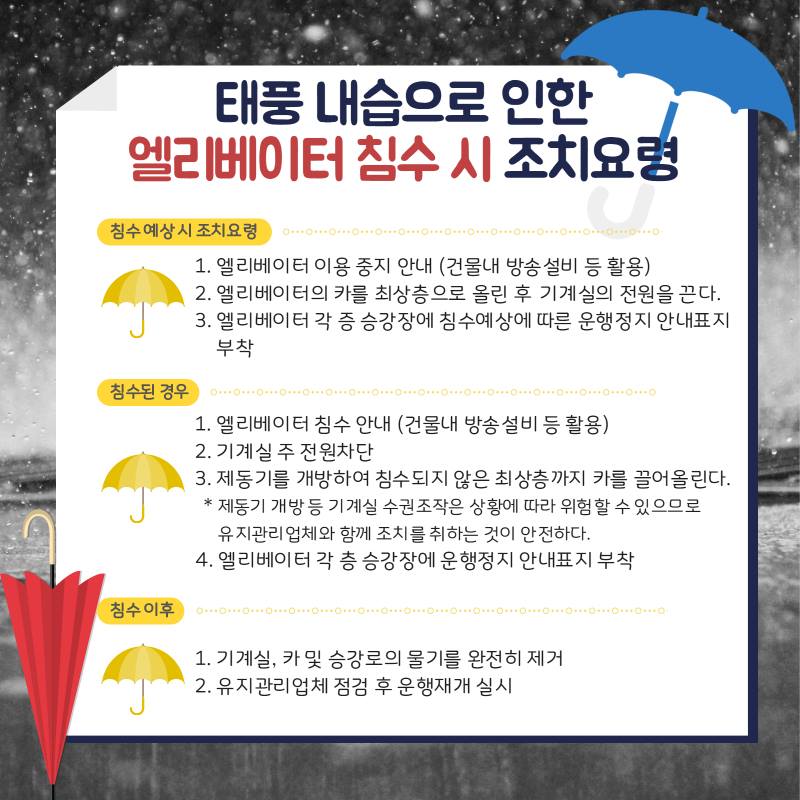 태풍 내습으로 인한
엘리베이터 침수 시 조치요령
침수 예상 시 조치요령
1. 엘리베이터 이용 중지 안내 (건물내 방송설비 등 활용)
2. 엘리베이터의 카를 최상층으로 올린 후 기계실의 전원을 끈다.
3. 엘리베이터 각 증 승강장에 침수예상에 따른 운행정지 안내표지
부착
침수된 경우
1. 엘리베이터 침수 안내 (건물내 방송설비 등 활용)
2. 기계실 주 전원차단
3. 제동기를 개방하여 침수되지 않은 최상층까지 카를 끌어올린다.
* 제동기 개방 등 기계실 수권조작은 상황에 따라 위험할 수 있으므로
유지관리업체와 함께 조치를 취하는 것이 안전하다.
4. 엘리베이터 각 층 승강장에 운행정지 안내표지 부착
침수 이후
1. 기계실, 카 및 승강로의 물기를 완전히 제거
2. 유지관리업체 점검 후 운행재개 실시